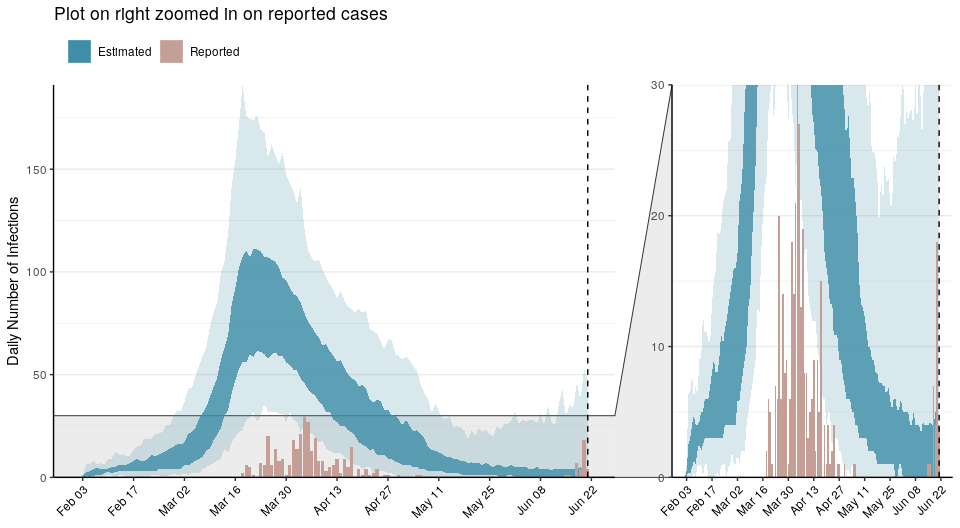 Plot on right zoomed in on reported cases
Estimated Reported
Daily Number of Infections
150
100
50
0
Feb 03 Feb 17 Mar 02 Mar 16 Mar 30 Apr 13 Apr 27 May 11 May 25 Jun 08 Jun 22
30
20
10
0
Feb 03 Feb 17 Mar 02 Mar 16 Mar 30 Apr 13 Apr 27 May 11 May 25 Jun 08 Jun 22